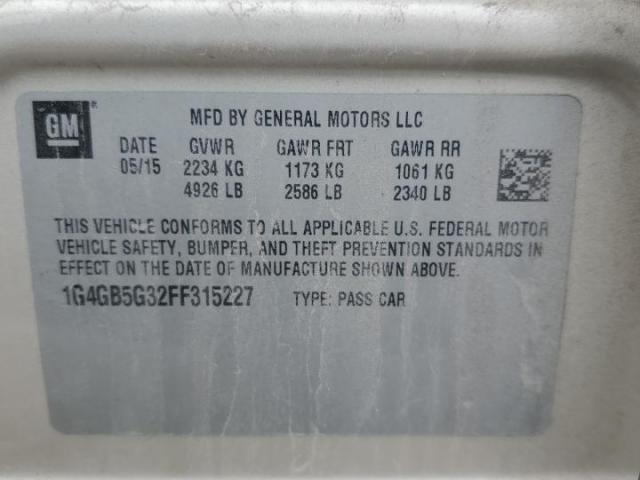 GM
MFD BY GENERAL MOTORS LLC
DATE GVWR GAWR FRT GAWR RR
05/15 2234 KG 1173 KG 1061 KG
4926 LB 2586 LB 2340 LB
THIS VEHICLE CONFORMS TO ALL APPLICABLE U.S. FEDERAL MOTOR
VEHICLE SAFETY, BUMPER, AND THEFT PREVENTION STANDARDS IN
EFFECT ON THE DATE OF MANUFACTURE SHOWN ABOVE.
1G4GB5G32FF315227 TYPE: PASS CAR